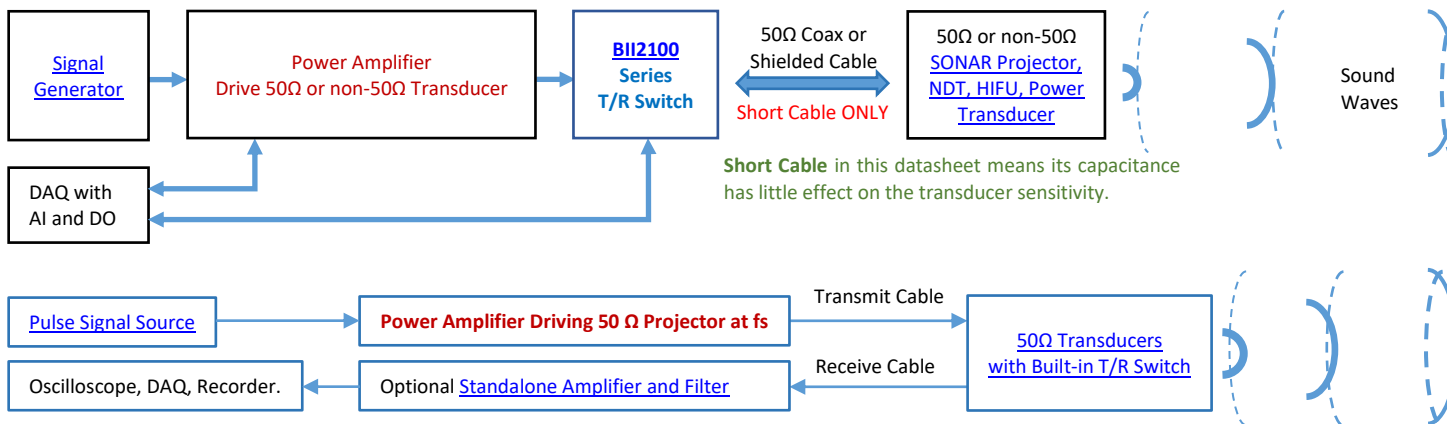 Signal
Generator
Power Amplifier
Drive 50Ω or non-50Ω Transducer
BII2100
Series
T/R Switch
50Ω Coax or
Shielded Cable
Short Cable ONLY
50Ω or non-50Ω
SONAR Projector,
NDT, HIFU, Power
Transducer
Sound
Waves
Short Cable in this datasheet means its capacitance
has little effect on the transducer sensitivity.
DAQ with
AI and DO
Pulse Signal Source
Power Amplifier Driving 50 Ω Projector at fs
Transmit Cable
50Ω Transducers
with Built-in T/R Switch
Receive Cable
Oscilloscope, DAQ, Recorder.
Optional Standalone Amplifier and Filter